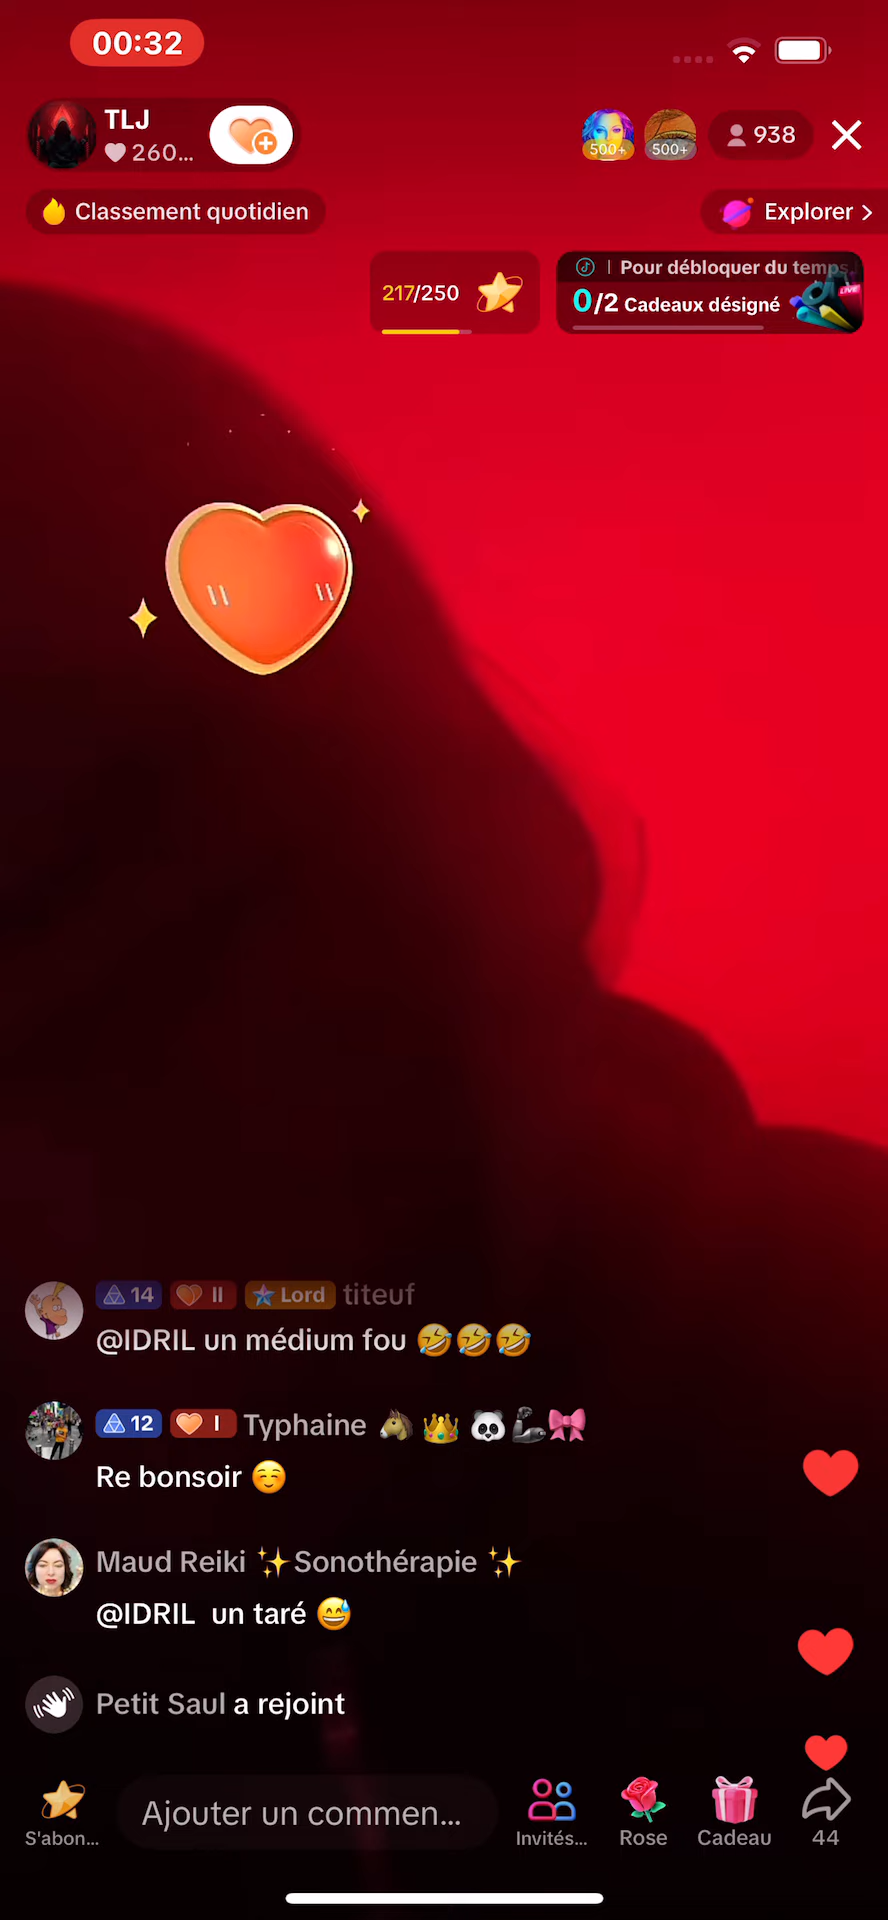 00:32
TLJ
260...
500+
500+
938
Classement quotidien
Explorer
217/250
Pour débloquer du temps
0/2 Cadeaux désigné
LIVE
14 II Lord titeuf
@IDRIL un médium fou 🤣🤣🤣
12 I Typhaine 🐴 👑 🐼 🦾 🎀
Re bonsoir ☺️
Maud Reiki ✨Sonothérapie ✨
@IDRIL un taré 😅
Petit Saul a rejoint
S'abon...
Ajouter un commen...
Invités...
Rose
Cadeau
44